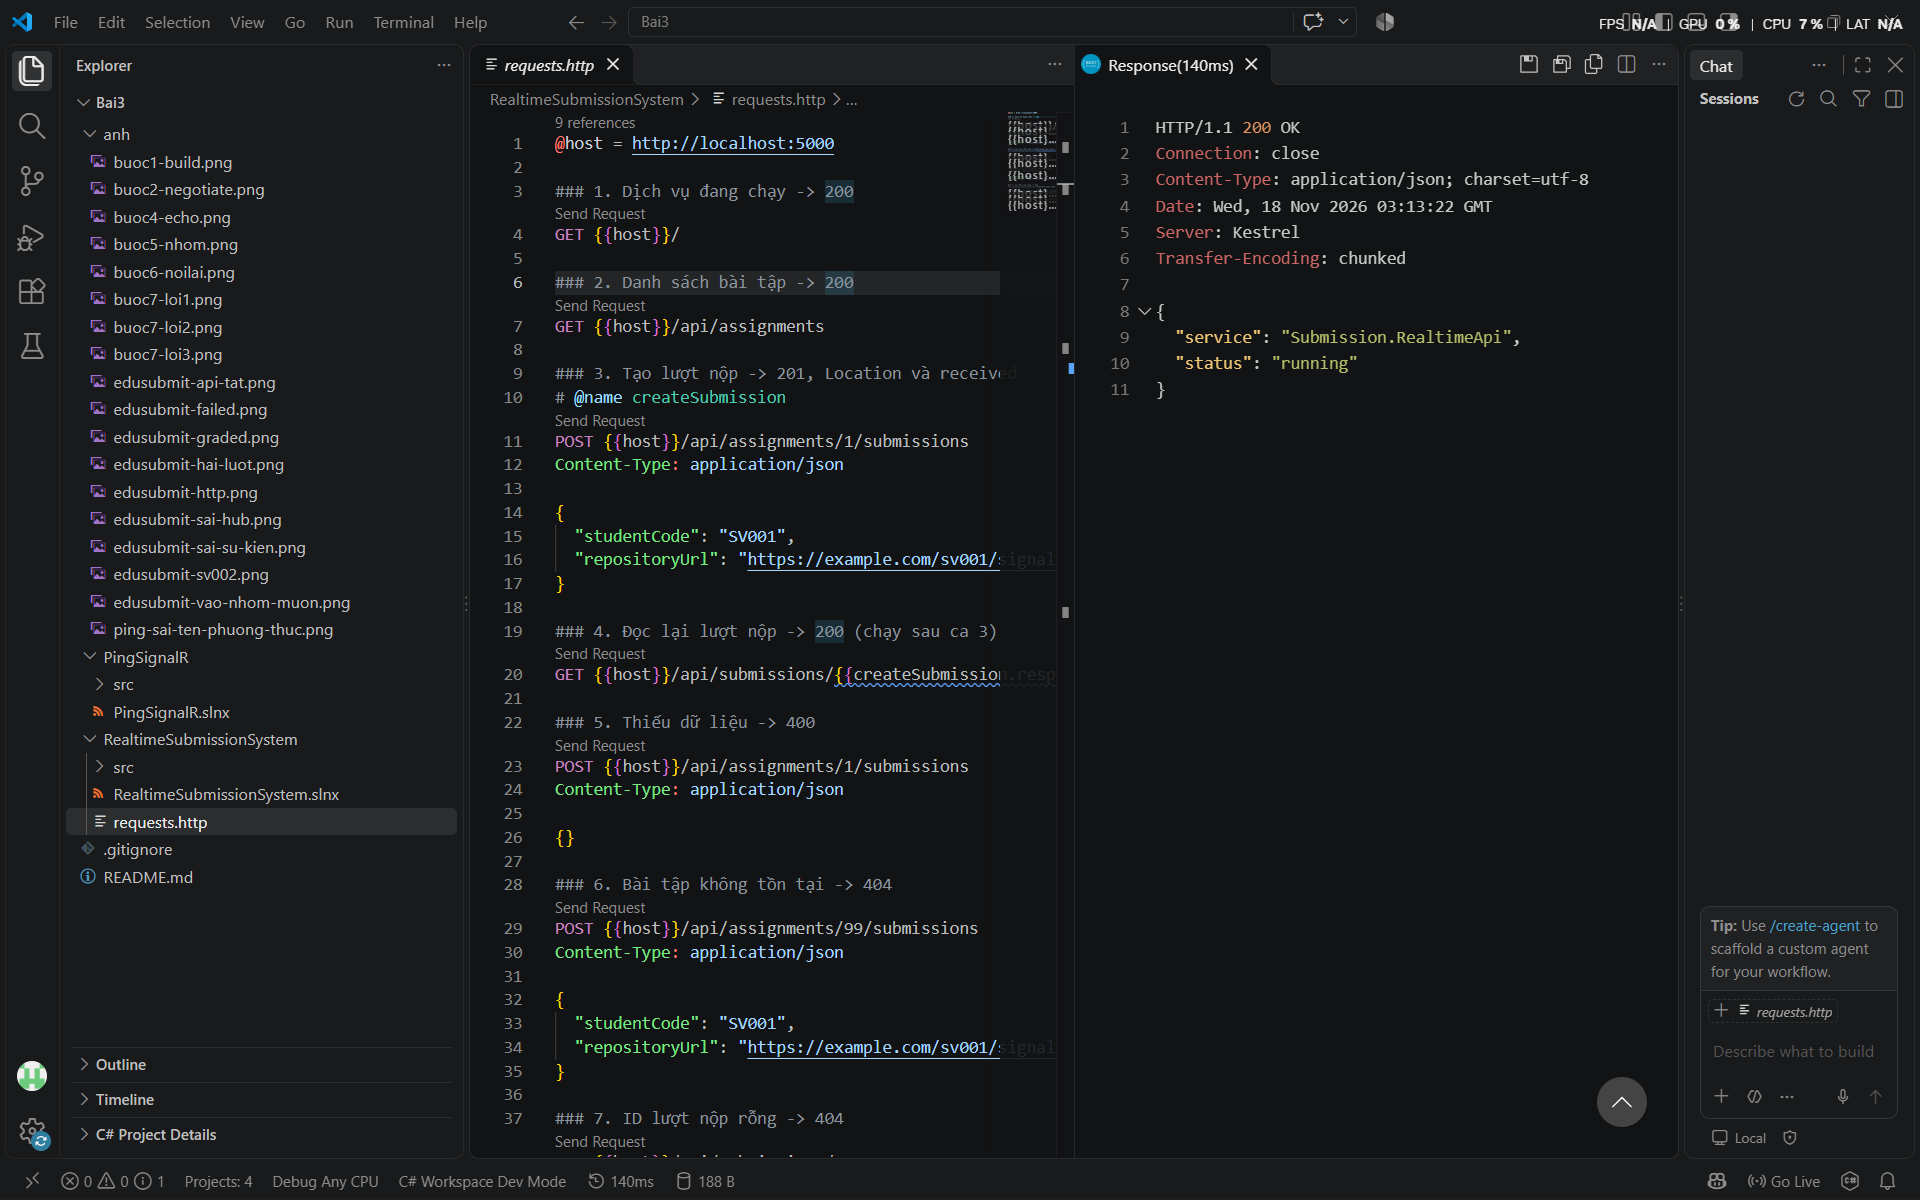 File Edit Selection View Go Run Terminal Help
Bai3
FPS N/A | GPU 0 % | CPU 7 % | LAT N/A
Explorer
Bai3
anh
buoc1-build.png
buoc2-negotiate.png
buoc4-echo.png
buoc5-nhom.png
buoc6-noilai.png
buoc7-loi1.png
buoc7-loi2.png
buoc7-loi3.png
edusubmit-api-tat.png
edusubmit-failed.png
edusubmit-graded.png
edusubmit-hai-luot.png
edusubmit-http.png
edusubmit-sai-hub.png
edusubmit-sai-su-kien.png
edusubmit-sv002.png
edusubmit-vao-nhom-muon.png
ping-sai-ten-phuong-thuc.png
PingSignalR
src
PingSignalR.slnx
RealtimeSubmissionSystem
src
RealtimeSubmissionSystem.slnx
requests.http
.gitignore
README.md
Outline
Timeline
C# Project Details
requests.http
RealtimeSubmissionSystem > requests.http > ...
9 references
1 @host = http://localhost:5000
2
3 ### 1. Dịch vụ đang chạy -> 200
Send Request
4 GET {{host}}/
5
6 ### 2. Danh sách bài tập -> 200
Send Request
7 GET {{host}}/api/assignments
8
9 ### 3. Tạo lượt nộp -> 201, Location và received
10 # @name createSubmission
Send Request
11 POST {{host}}/api/assignments/1/submissions
12 Content-Type: application/json
13
14 {
15 "studentCode": "SV001",
16 "repositoryUrl": "https://example.com/sv001/signal
17 }
18
19 ### 4. Đọc lại lượt nộp -> 200 (chạy sau ca 3)
Send Request
20 GET {{host}}/api/submissions/{{createSubmission.resp
21
22 ### 5. Thiếu dữ liệu -> 400
Send Request
23 POST {{host}}/api/assignments/1/submissions
24 Content-Type: application/json
25
26 {}
27
28 ### 6. Bài tập không tồn tại -> 404
Send Request
29 POST {{host}}/api/assignments/99/submissions
30 Content-Type: application/json
31
32 {
33 "studentCode": "SV001",
34 "repositoryUrl": "https://example.com/sv001/signal
35 }
36
37 ### 7. ID lượt nộp rỗng -> 404
Send Request
Response(140ms)
1 HTTP/1.1 200 OK
2 Connection: close
3 Content-Type: application/json; charset=utf-8
4 Date: Wed, 18 Nov 2026 03:13:22 GMT
5 Server: Kestrel
6 Transfer-Encoding: chunked
7
8 {
9 "service": "Submission.RealtimeApi",
10 "status": "running"
11 }
Chat
Sessions
Tip: Use /create-agent to
scaffold a custom agent
for your workflow.
requests.http
Describe what to build
Local
0 0 1 Projects: 4 Debug Any CPU C# Workspace Dev Mode 140ms 188 B Go Live